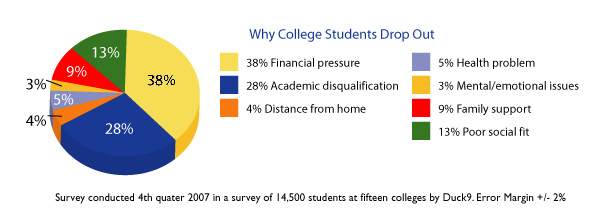 Why College Students Drop Out
13%
9%
3%
5%
4%
38%
28%
38% Financial pressure
28% Academic disqualification
4% Distance from home
5% Health problem
3% Mental/emotional issues
9% Family support
13% Poor social fit
Survey conducted 4th quater 2007 in a survey of 14,500 students at fifteen colleges by Duck9. Error Margin +/- 2%